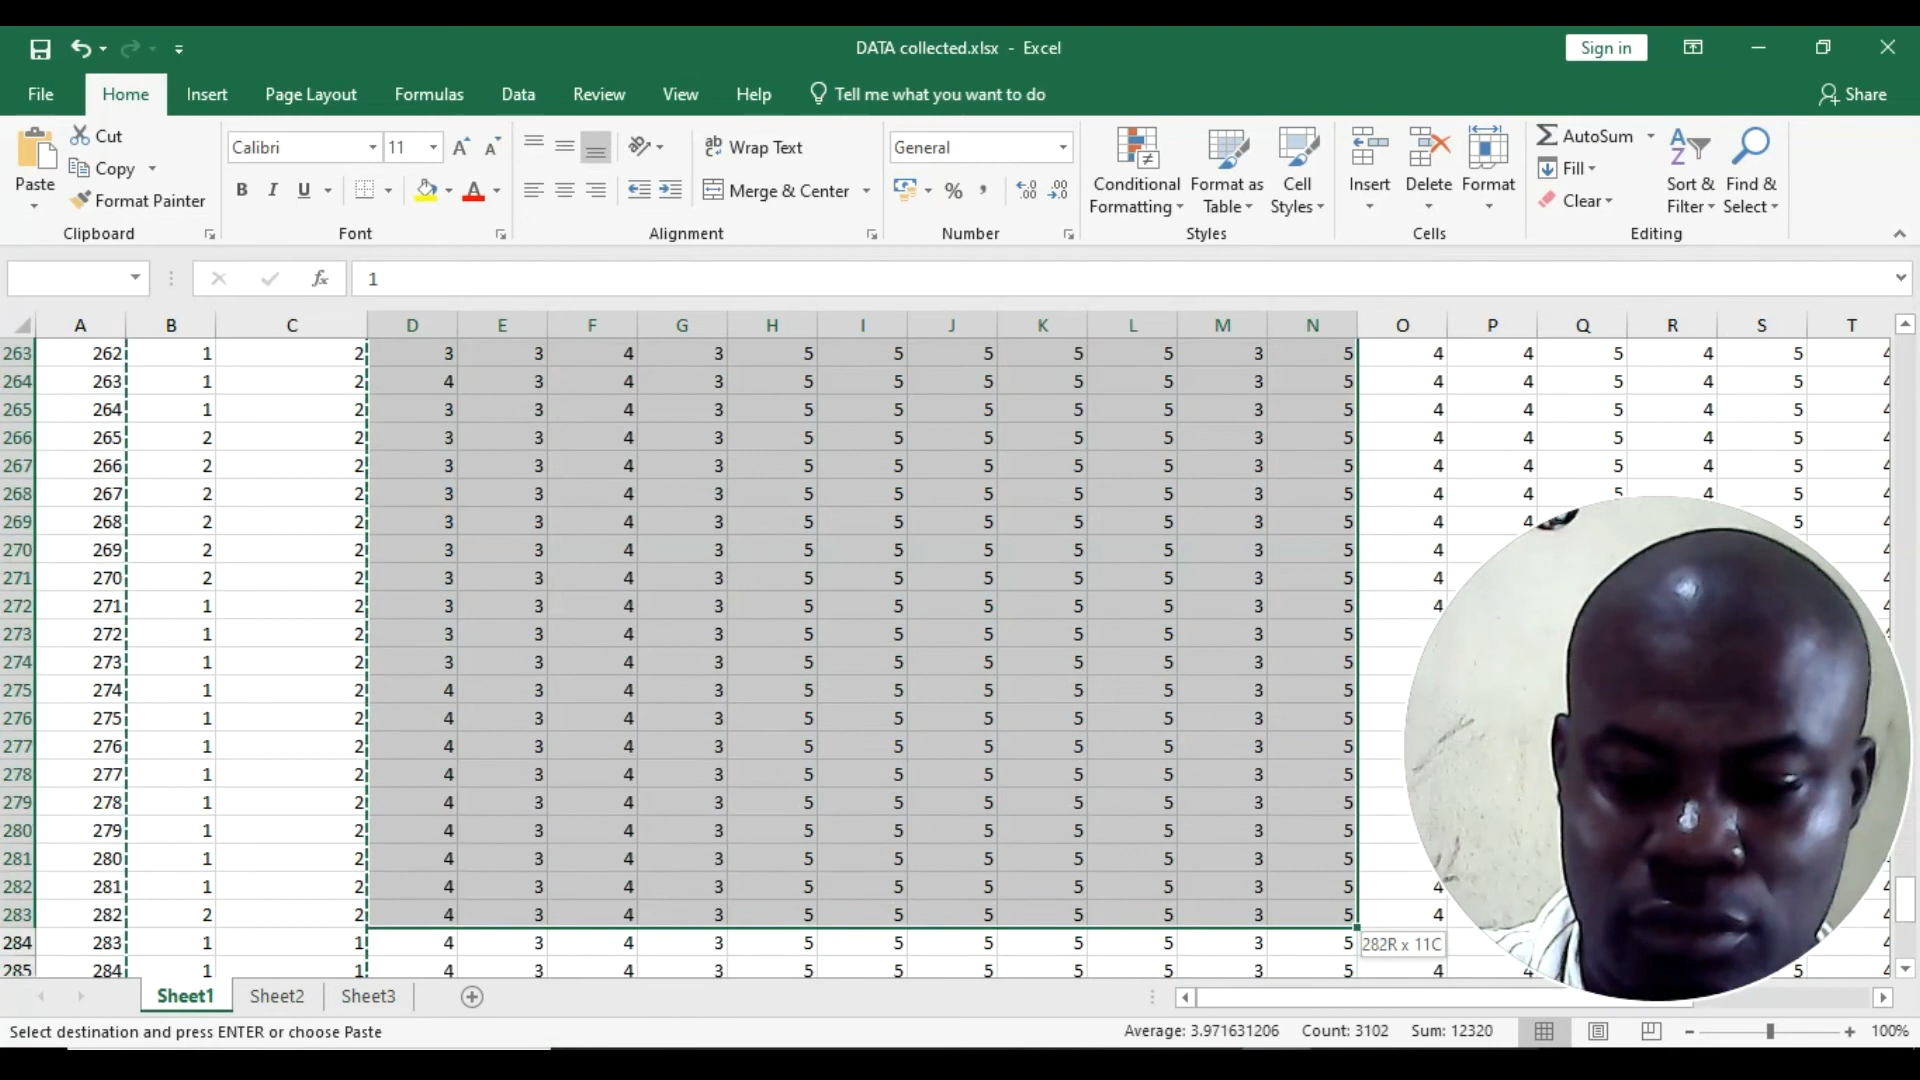 DATA collected.xlsx - Excel
Sign in
File Home Insert Page Layout Formulas Data Review View Help Tell me what you want to do Share
Paste Cut Copy Format Painter Clipboard
Calibri 11 B I U A Font
Wrap Text Merge & Center Alignment
General % , Number
Conditional Formatting Format as Table Cell Styles Styles
Insert Delete Format Cells
AutoSum Fill Clear Sort & Filter Find & Select Editing
fx 1
A B C D E F G H I J K L M N O P Q R S T
263 262 1 2 3 3 4 3 5 5 5 5 5 3 5 4 4 5 4 5 4
264 263 1 2 4 3 4 3 5 5 5 5 5 3 5 4 4 5 4 5 4
265 264 1 2 3 3 4 3 5 5 5 5 5 3 5 4 4 5 4 5 4
266 265 2 2 3 3 4 3 5 5 5 5 5 3 5 4 4 5 4 5 4
267 266 2 2 3 3 4 3 5 5 5 5 5 3 5 4 4 5 4 5 4
268 267 2 2 3 3 4 3 5 5 5 5 5 3 5 4 4 5 4 5 4
269 268 2 2 3 3 4 3 5 5 5 5 5 3 5 4 4 5 4
270 269 2 2 3 3 4 3 5 5 5 5 5 3 5 4 4
271 270 2 2 3 3 4 3 5 5 5 5 5 3 5 4 4
272 271 1 2 3 3 4 3 5 5 5 5 5 3 5 4 4
273 272 1 2 3 3 4 3 5 5 5 5 5 3 5
274 273 1 2 3 3 4 3 5 5 5 5 5 3 5
275 274 1 2 4 3 4 3 5 5 5 5 5 3 5
276 275 1 2 4 3 4 3 5 5 5 5 5 3 5
277 276 1 2 4 3 4 3 5 5 5 5 5 3 5
278 277 1 2 4 3 4 3 5 5 5 5 5 3 5
279 278 1 2 4 3 4 3 5 5 5 5 5 3 5
280 279 1 2 4 3 4 3 5 5 5 5 5 3 5
281 280 1 2 4 3 4 3 5 5 5 5 5 3 5
282 281 1 2 4 3 4 3 5 5 5 5 5 3 5 4 4
283 282 2 2 4 3 4 3 5 5 5 5 5 3 5 4 4
284 283 1 1 4 3 4 3 5 5 5 5 5 3 5 282R x 11C 4
285 284 1 1 4 3 4 3 5 5 5 5 5 3 5 4 4 5 4
Sheet1 Sheet2 Sheet3
Select destination and press ENTER or choose Paste Average: 3.971631206 Count: 3102 Sum: 12320 100%